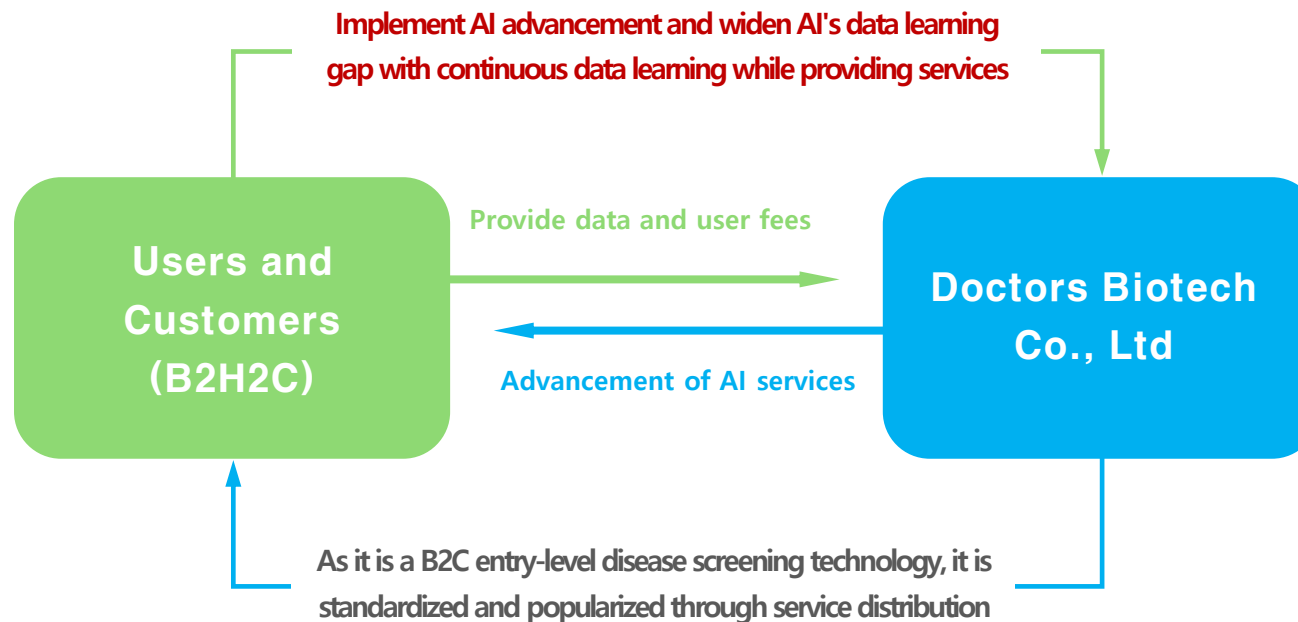 Implement AI advancement and widen AI's data learning
gap with continuous data learning while providing services
Provide data and user fees
Users and
Customers
(B2H2C)
Doctors Biotech
Co., Ltd
Advancement of AI services
As it is a B2C entry-level disease screening technology, it is
standardized and popularized through service distribution